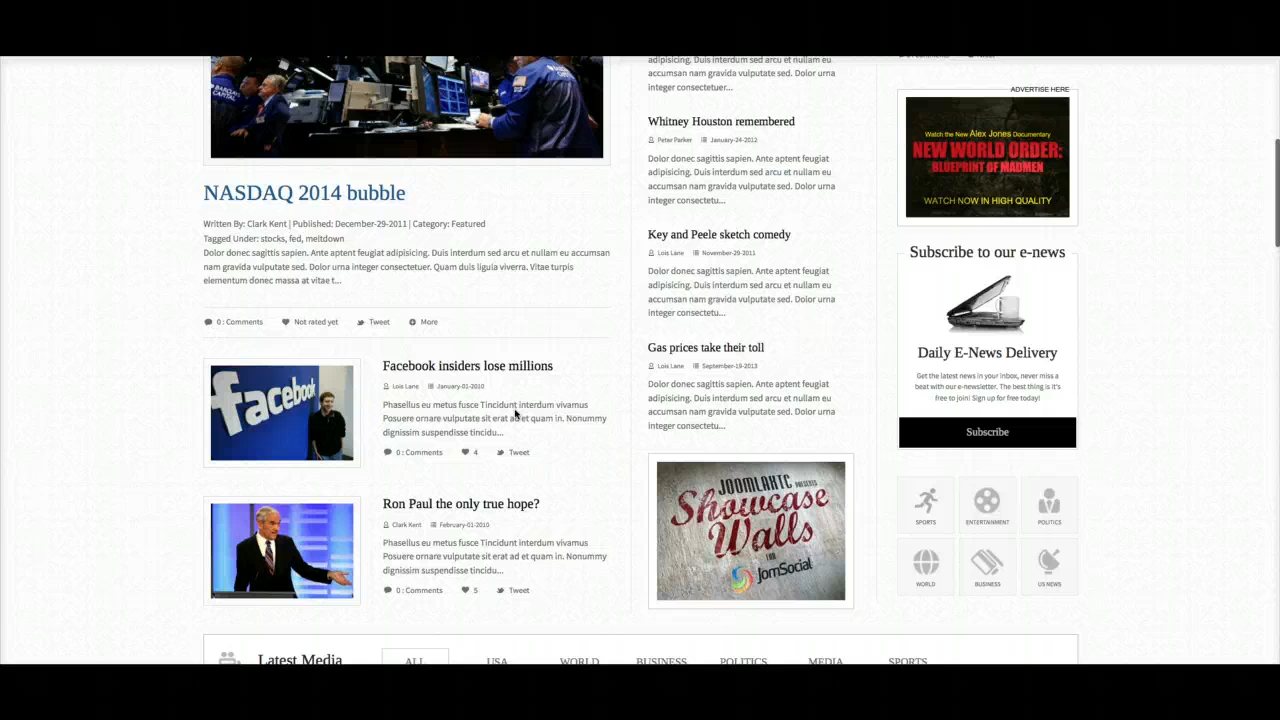 BARCLAYS
CAPITAL
NASDAQ 2014 bubble
Written By: Clark Kent | Published: December-29-2011 | Category: Featured
Tagged Under: stocks, fed, meltdown
Dolor donec sagittis sapien. Ante aptent feugiat adipisicing. Duis interdum sed arcu et nullam eu
accumsan nam gravida vulputate sed. Dolor urna integer consectetuer. Quam duis ligula viverra. Vitae turpis
elementum donec massa at vitae t...
0 : Comments
Not rated yet
Tweet
More
facebook
Facebook insiders lose millions
Lois Lane
January-01-2010
Phasellus eu metus fusce Tincidunt interdum vivamus
Posuere ornare vulputate sit erat ad et quam in. Nonummy
dignissim suspendisse tincidu...
0 : Comments
4
Tweet
Ron Paul the only true hope?
Clark Kent
February-01-2010
Phasellus eu metus fusce Tincidunt interdum vivamus
Posuere ornare vulputate sit erat ad et quam in. Nonummy
dignissim suspendisse tincidu...
0 : Comments
5
Tweet
adipisicing. Duis interdum sed arcu et nullam eu
accumsan nam gravida vulputate sed. Dolor urna
integer consectetuer...
Whitney Houston remembered
Peter Parker
January-24-2012
Dolor donec sagittis sapien. Ante aptent feugiat
adipisicing. Duis interdum sed arcu et nullam eu
accumsan nam gravida vulputate sed. Dolor urna
integer consectetu...
Key and Peele sketch comedy
Lois Lane
November-29-2011
Dolor donec sagittis sapien. Ante aptent feugiat
adipisicing. Duis interdum sed arcu et nullam eu
accumsan nam gravida vulputate sed. Dolor urna
integer consectetu...
Gas prices take their toll
Lois Lane
September-19-2013
Dolor donec sagittis sapien. Ante aptent feugiat
adipisicing. Duis interdum sed arcu et nullam eu
accumsan nam gravida vulputate sed. Dolor urna
integer consectetu...
JOOMLAXTC PRESENTS
Showcase
Walls
FOR
JomSocial
ADVERTISE HERE
Watch the New Alex Jones Documentary
NEW WORLD ORDER:
BLUEPRINT OF MADMEN
WATCH NOW IN HIGH QUALITY
Subscribe to our e-news
Daily E-News Delivery
Get the latest news in your inbox, never miss a
beat with our e-newsletter. The best thing is it's
free to join! Sign up for free today!
Subscribe
SPORTS
ENTERTAINMENT
POLITICS
WORLD
BUSINESS
US NEWS
Latest Media
ALL
USA
WORLD
BUSINESS
POLITICS
MEDIA
SPORTS